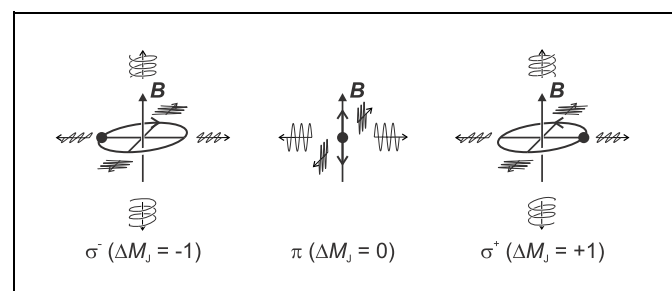 B B B
σ⁻ (ΔM_J = -1) π (ΔM_J = 0) σ⁺ (ΔM_J = +1)